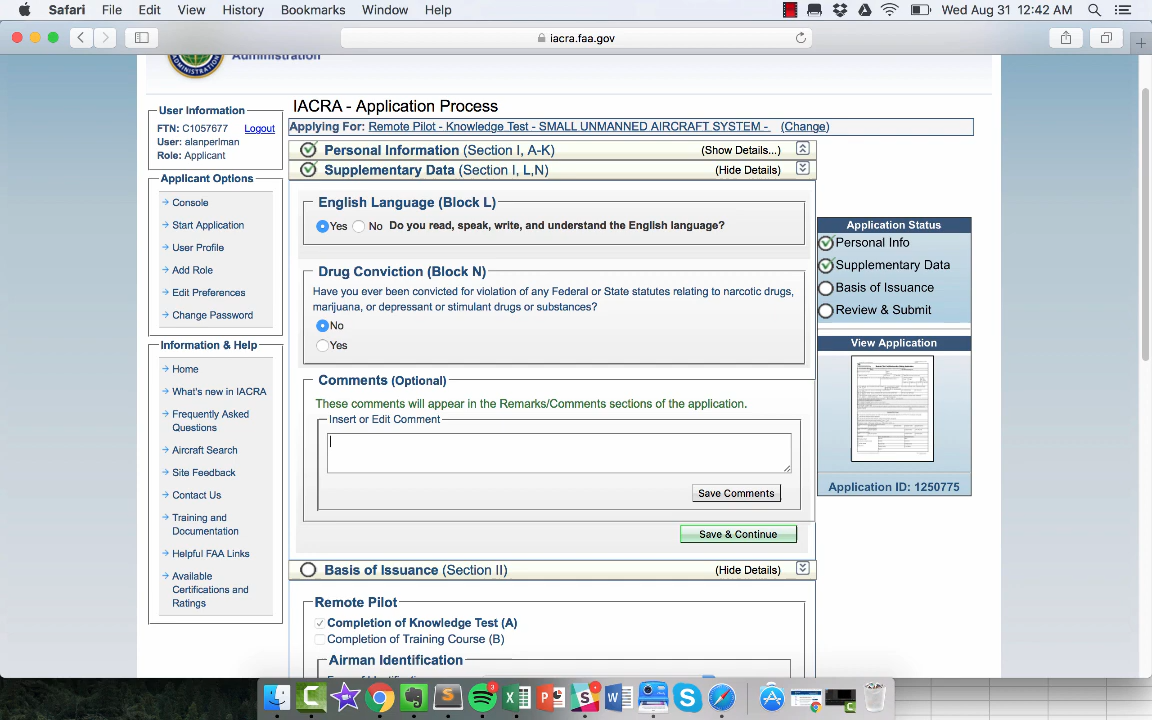 Safari File Edit View History Bookmarks Window Help Wed Aug 31 12:42 AM
iacra.faa.gov
Administration
User Information
FTN: C1057677 Logout
User: alanperlman
Role: Applicant
Applicant Options
Console
Start Application
User Profile
Add Role
Edit Preferences
Change Password
Information & Help
Home
What's new in IACRA
Frequently Asked
Questions
Aircraft Search
Site Feedback
Contact Us
Training and
Documentation
Helpful FAA Links
Available
Certifications and
Ratings
IACRA - Application Process
Applying For: Remote Pilot - Knowledge Test - SMALL UNMANNED AIRCRAFT SYSTEM - (Change)
Personal Information (Section I, A-K) (Show Details...)
Supplementary Data (Section I, L,N) (Hide Details)
English Language (Block L)
Yes No Do you read, speak, write, and understand the English language?
Drug Conviction (Block N)
Have you ever been convicted for violation of any Federal or State statutes relating to narcotic drugs,
marijuana, or depressant or stimulant drugs or substances?
No
Yes
Comments (Optional)
These comments will appear in the Remarks/Comments sections of the application.
Insert or Edit Comment
Save Comments
Save & Continue
Basis of Issuance (Section II) (Hide Details)
Remote Pilot
Completion of Knowledge Test (A)
Completion of Training Course (B)
Airman Identification
Application Status
Personal Info
Supplementary Data
Basis of Issuance
Review & Submit
View Application
Application ID: 1250775